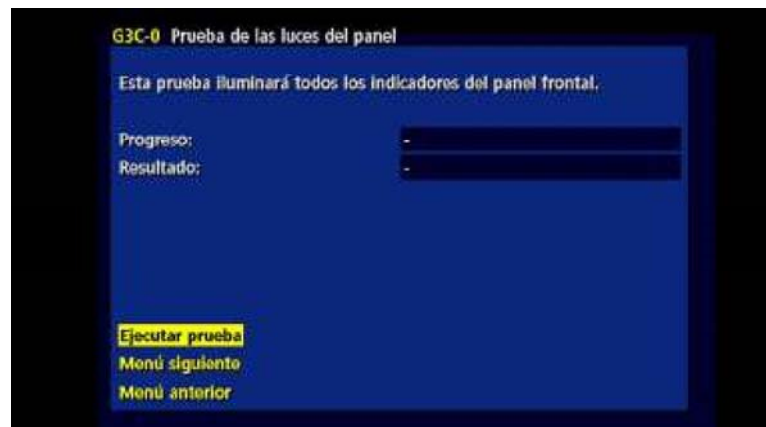 G3C-0 Prueba de las luces del panel
Esta prueba iluminará todos los indicadores del panel frontal.
Progreso: -
Resultado: -
Ejecutar prueba
Menú siguiente
Menú anterior